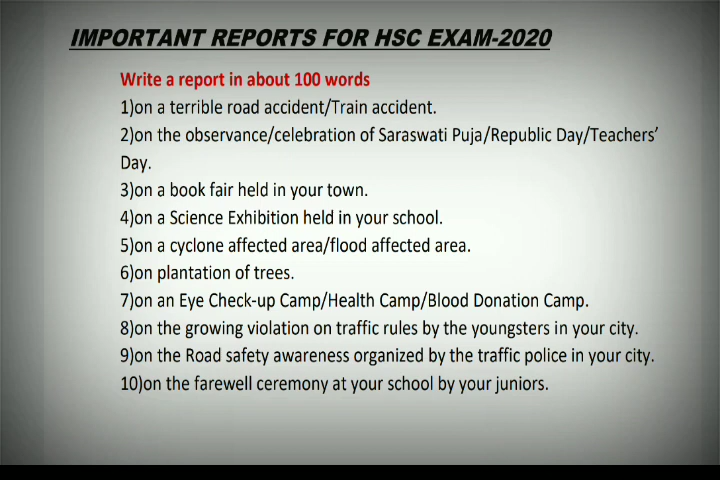 IMPORTANT REPORTS FOR HSC EXAM-2020
Write a report in about 100 words
1)on a terrible road accident/Train accident.
2)on the observance/celebration of Saraswati Puja/Republic Day/Teachers’
Day.
3)on a book fair held in your town.
4)on a Science Exhibition held in your school.
5)on a cyclone affected area/flood affected area.
6)on plantation of trees.
7)on an Eye Check-up Camp/Health Camp/Blood Donation Camp.
8)on the growing violation on traffic rules by the youngsters in your city.
9)on the Road safety awareness organized by the traffic police in your city.
10)on the farewell ceremony at your school by your juniors.